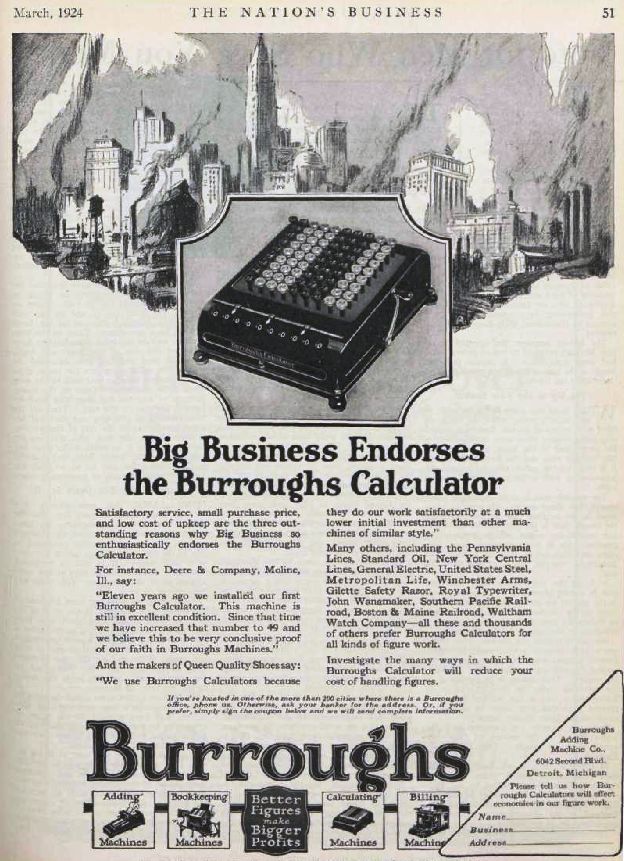 March, 1924
THE NATION'S BUSINESS
51
Burroughs Calculator
Big Business Endorses
the Burroughs Calculator
Satisfactory service, small purchase price,
and low cost of upkeep are the three out-
standing reasons why Big Business so
enthusiastically endorses the Burroughs
Calculator.
For instance, Deere & Company, Moline,
Ill., say:
"Eleven years ago we installed our first
Burroughs Calculator. This machine is
still in excellent condition. Since that time
we have increased that number to 49 and
we believe this to be very conclusive proof
of our faith in Burroughs Machines."
And the makers of Queen Quality Shoes say:
"We use Burroughs Calculators because
they do our work satisfactorily at a much
lower initial investment than other ma-
chines of similar style."
Many others, including the Pennsylvania
Lines, Standard Oil, New York Central
Lines, General Electric, United States Steel,
Metropolitan Life, Winchester Arms,
Gilette Safety Razor, Royal Typewriter,
John Wanamaker, Southern Pacific Rail-
road, Boston & Maine Railroad, Waltham
Watch Company—all these and thousands
of others prefer Burroughs Calculators for
all kinds of figure work.
Investigate the many ways in which the
Burroughs Calculator will reduce your
cost of handling figures.
If you're located in one of the more than 200 cities where there is a Burroughs
office, phone us. Otherwise, ask your banker for the address. Or, if you
prefer, simply sign the coupon below and we will send complete information.
Burroughs
Adding
Machines
Bookkeeping
Machines
Better
Figures
make
Bigger
Profits
Calculating
Machines
Billing
Machine
Burroughs
Adding
Machine Co.,
6042 Second Blvd.
Detroit, Michigan
Please tell us how Bur-
roughs Calculators will effect
economies in our figure work.
Name
Business
Address